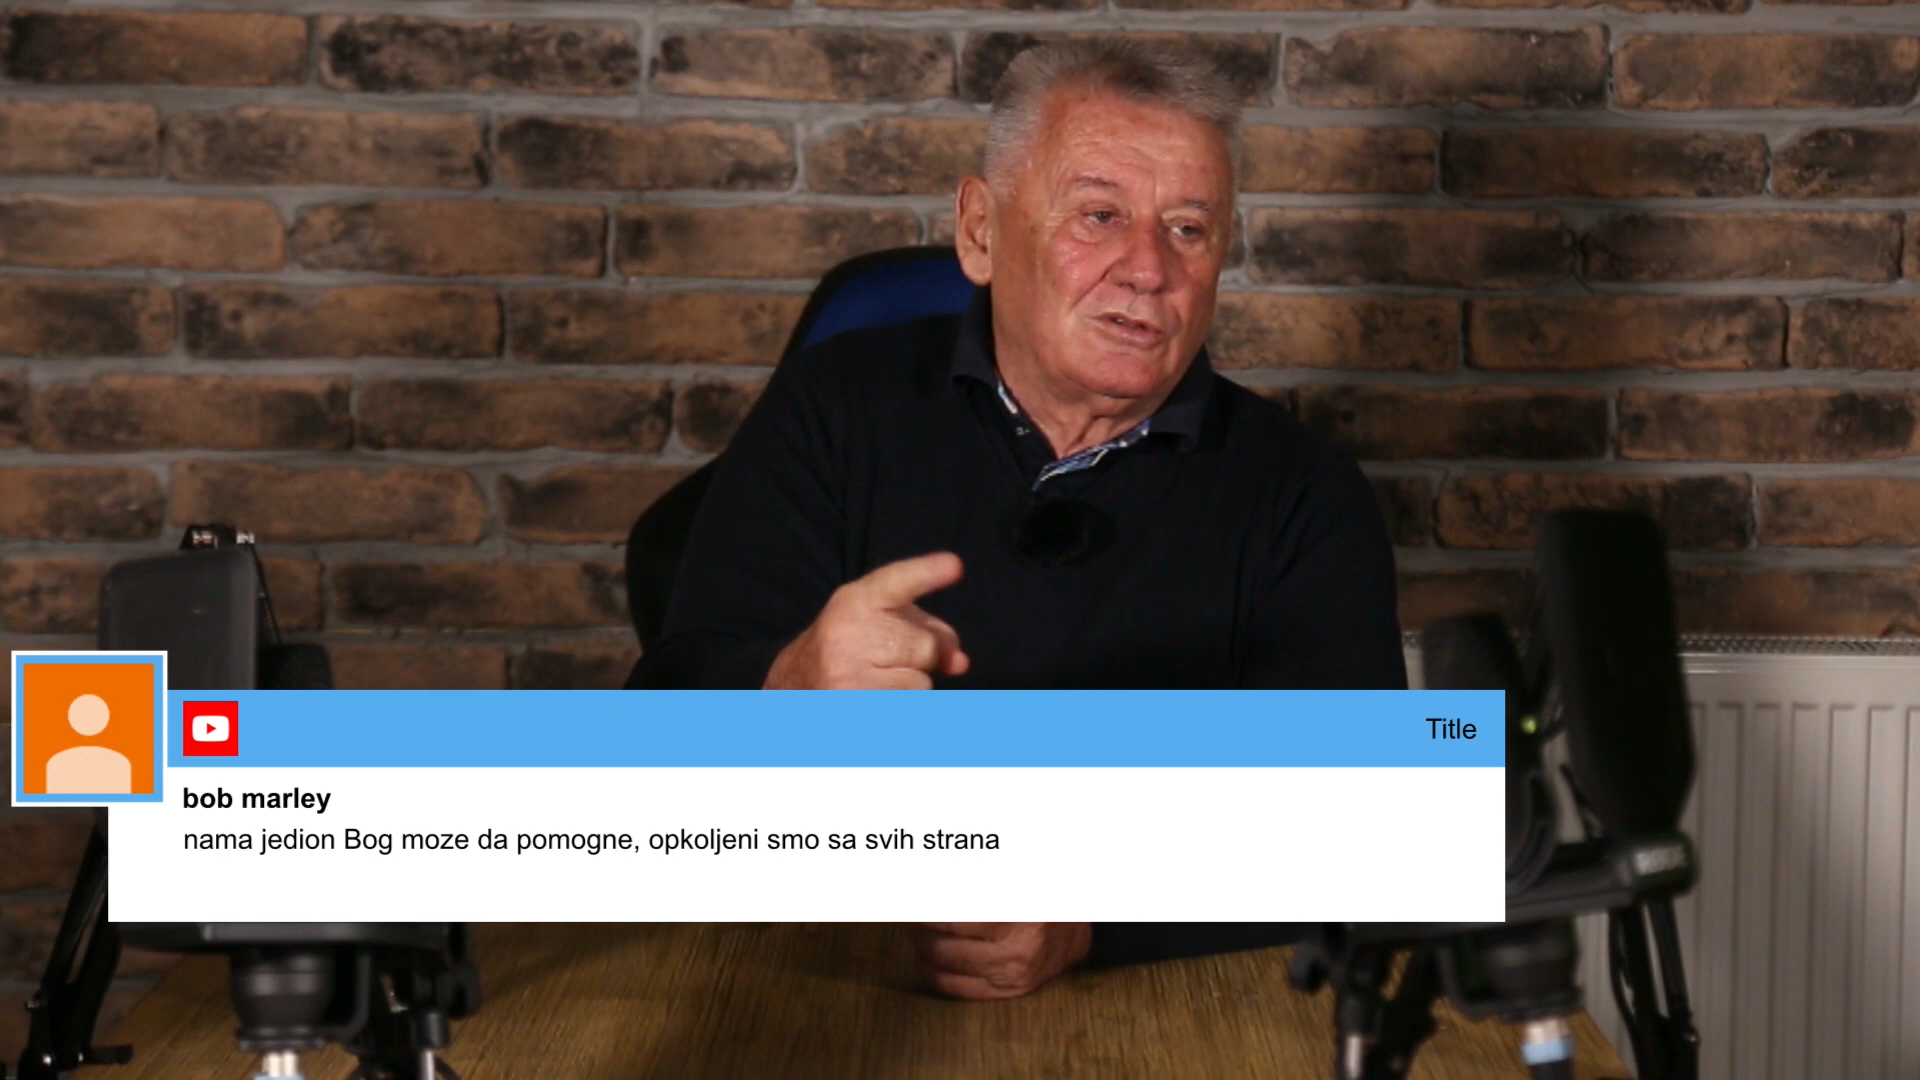 Title
bob marley
nama jedion Bog moze da pomogne, opkoljeni smo sa svih strana